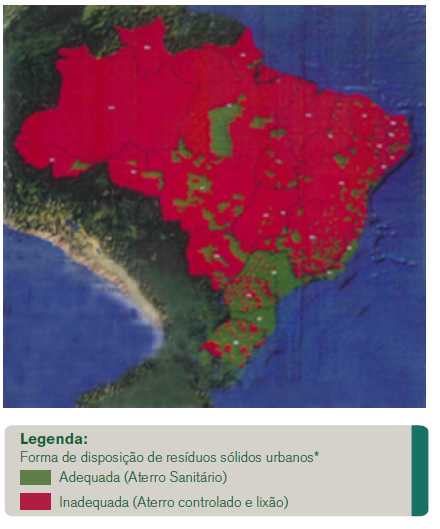 Legenda:
Forma de disposição de resíduos sólidos urbanos*
Adequada (Aterro Sanitário)
Inadequada (Aterro controlado e lixão)